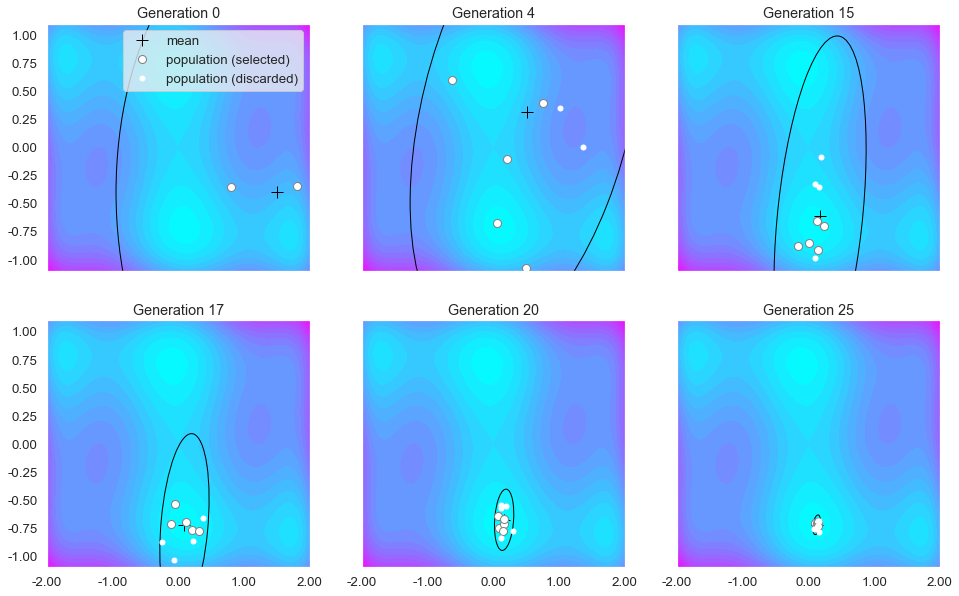 Generation 0
Generation 4
Generation 15
mean
population (selected)
population (discarded)
1.00
0.75
0.50
0.25
0.00
-0.25
-0.50
-0.75
-1.00
Generation 17
Generation 20
Generation 25
1.00
0.75
0.50
0.25
0.00
-0.25
-0.50
-0.75
-1.00
-2.00 -1.00 0.00 1.00 2.00 -2.00 -1.00 0.00 1.00 2.00 -2.00 -1.00 0.00 1.00 2.00